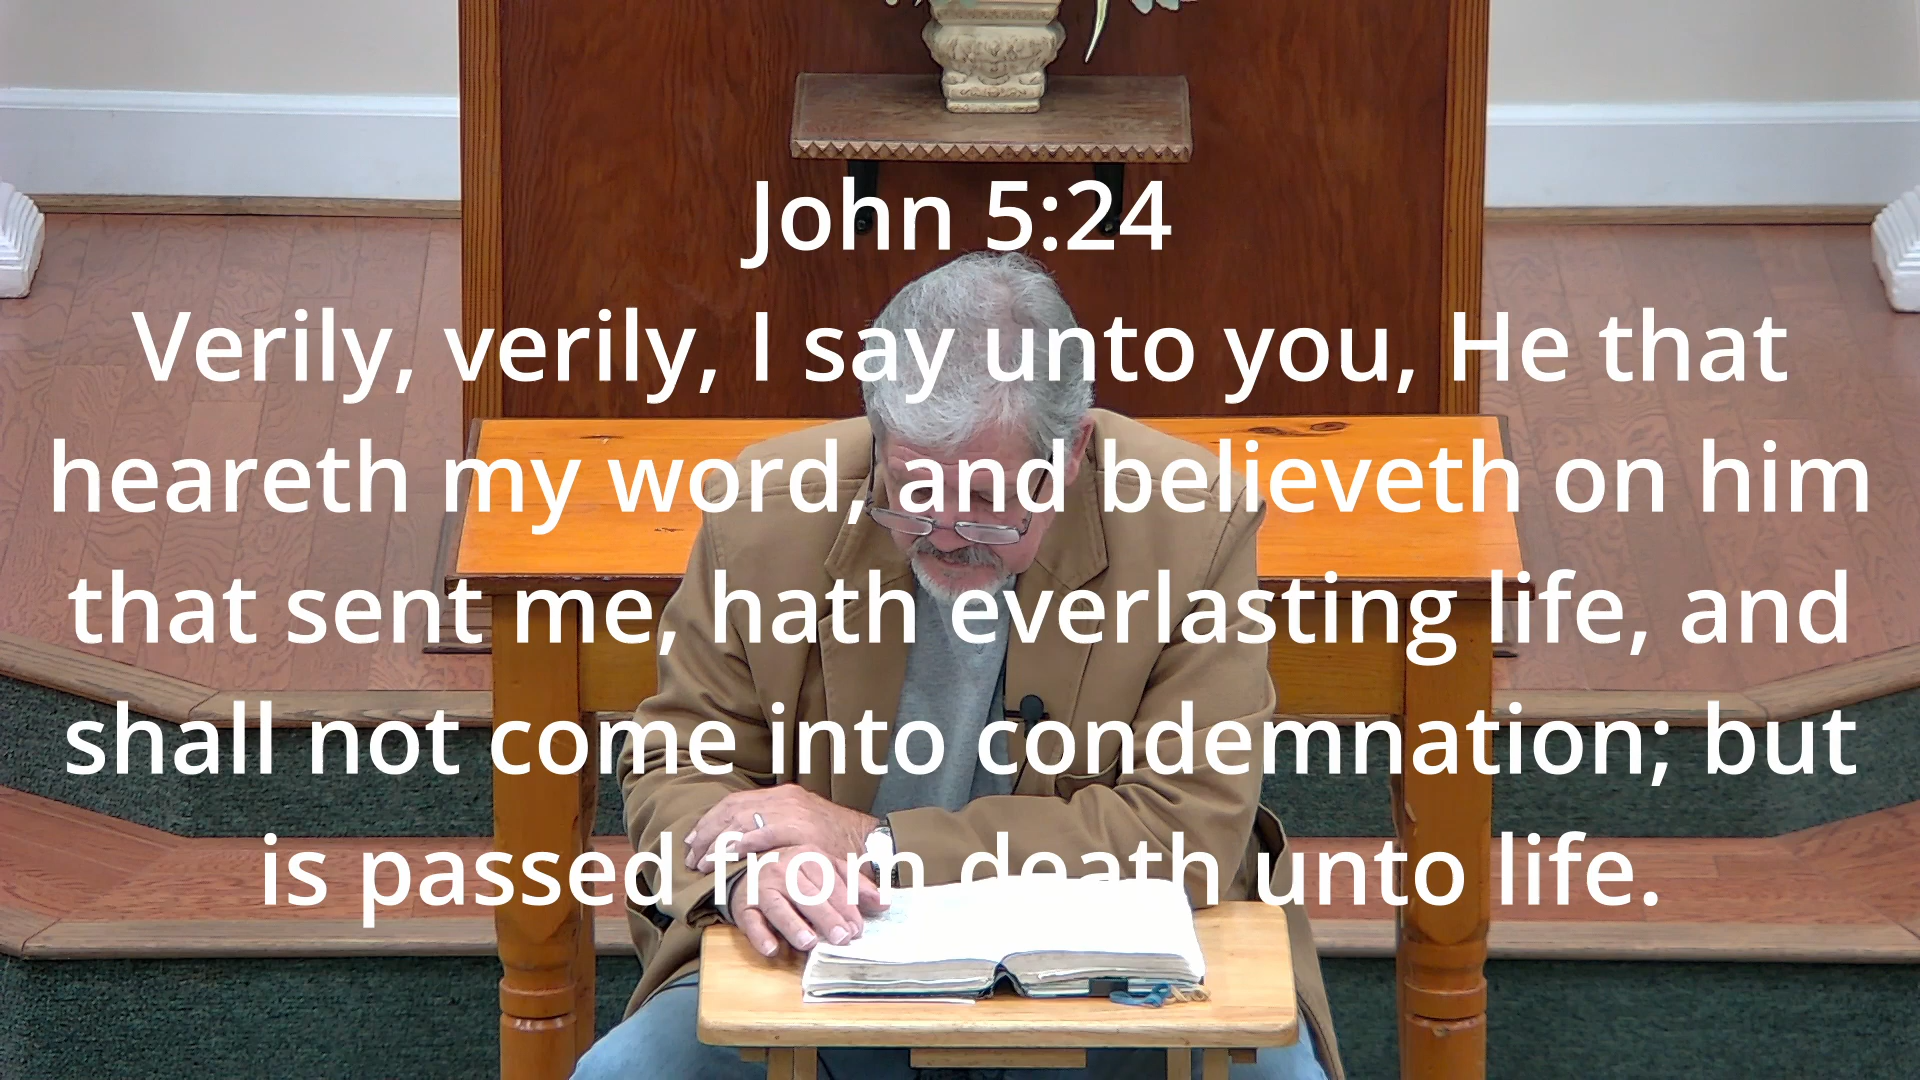 John 5:24
Verily, verily, I say unto you, He that
heareth my word, and believeth on him
that sent me, hath everlasting life, and
shall not come into condemnation; but
is passed from death unto life.